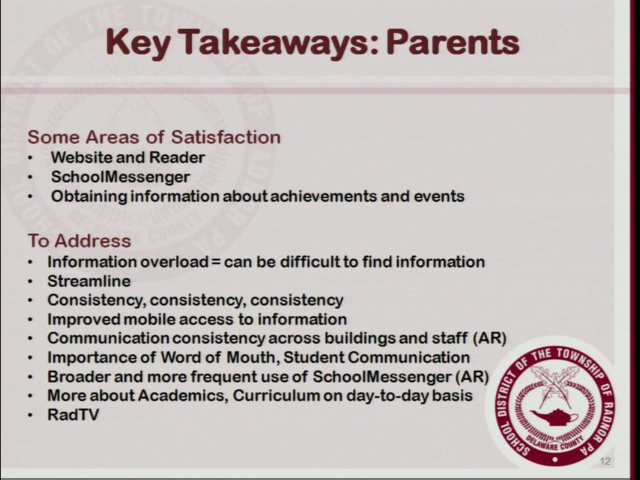 Key Takeaways: Parents
Some Areas of Satisfaction
• Website and Reader
• SchoolMessenger
• Obtaining information about achievements and events
To Address
• Information overload = can be difficult to find information
• Streamline
• Consistency, consistency, consistency
• Improved mobile access to information
• Communication consistency across buildings and staff (AR)
• Importance of Word of Mouth, Student Communication
• Broader and more frequent use of SchoolMessenger (AR)
• More about Academics, Curriculum on day-to-day basis
• RadTV
SCHOOL DISTRICT OF THE TOWNSHIP OF RADNOR PA
DELAWARE COUNTY
12